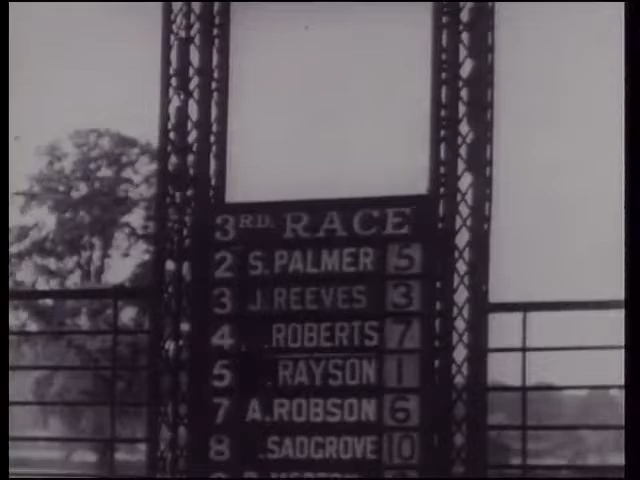 3RD. RACE
2 S. PALMER 5
3 J. REEVES 3
4 .ROBERTS 7
5 .RAYSON 1
7 A. ROBSON 6
8 .SADGROVE 10